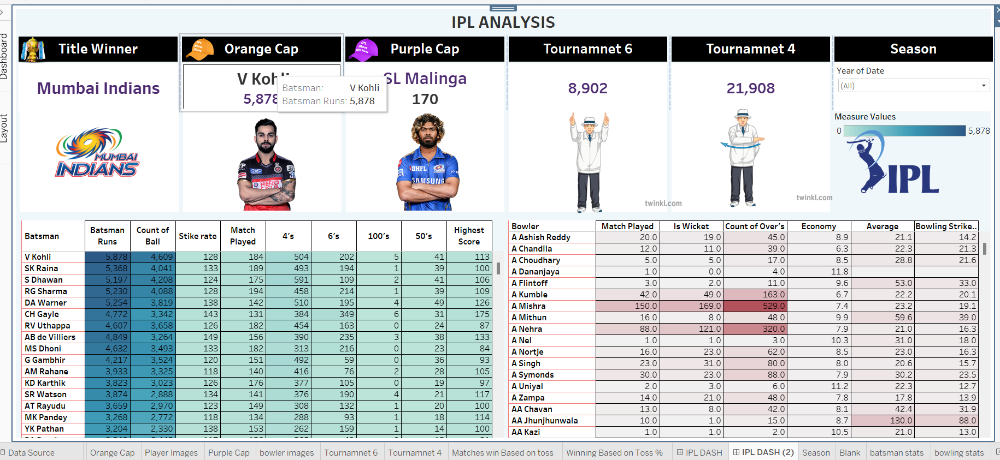 IPL ANALYSIS
Dashboard
Layout
Title Winner
Orange Cap
Purple Cap
Tournamnet 6
Tournamnet 4
Season
Mumbai Indians
V Kohli
5,878
SL Malinga
170
8,902
21,908
Year of Date
(All)
Batsman: V Kohli
Batsman Runs: 5,878
Measure Values
0 5,878
MUMBAI
INDIANS
HERO
DHFL
SAMSUNG
twinkl.com
twinkl.com
IPL
Batsman Batsman Runs Count of Ball Stike rate Match Played 4's 6's 100's 50's Highest Score
V Kohli 5,878 4,609 128 184 504 202 5 41 113
SK Raina 5,368 4,041 133 189 493 194 1 39 100
S Dhawan 5,197 4,208 124 175 591 109 2 41 106
RG Sharma 5,230 4,088 128 194 458 214 1 39 109
DA Warner 5,254 3,819 138 142 510 195 4 49 126
CH Gayle 4,772 3,342 143 131 384 349 6 31 175
RV Uthappa 4,607 3,658 126 182 454 163 0 24 87
AB de Villiers 4,849 3,264 149 156 390 235 3 38 133
MS Dhoni 4,632 3,493 133 182 313 216 0 23 84
G Gambhir 4,217 3,524 120 151 492 59 0 36 93
AM Rahane 3,933 3,325 118 140 416 76 2 28 105
KD Karthik 3,823 3,023 126 176 377 105 0 19 97
SR Watson 3,874 2,888 134 141 376 190 4 21 117
AT Rayudu 3,659 2,970 123 149 308 132 1 20 100
MK Pandey 3,268 2,772 118 134 288 93 1 18 114
YK Pathan 3,204 2,330 138 153 262 159 1 14 100
Bowler Match Played Is Wicket Count of Over's Economy Average Bowling Strike..
A Ashish Reddy 20.0 19.0 45.0 8.9 21.1 14.2
A Chandila 12.0 11.0 39.0 6.3 22.3 21.3
A Choudhary 5.0 5.0 17.0 8.5 28.8 21.6
A Dananjaya 1.0 0.0 4.0 11.8
A Flintoff 3.0 2.0 11.0 9.6 53.0 33.0
A Kumble 42.0 49.0 163.0 6.7 22.2 20.1
A Mishra 150.0 169.0 529.0 7.4 23.2 19.1
A Mithun 16.0 8.0 48.0 9.9 59.6 39.0
A Nehra 88.0 121.0 320.0 7.9 21.0 16.3
A Nel 1.0 1.0 3.0 10.3 31.0 18.0
A Nortje 16.0 23.0 62.0 8.5 23.0 16.3
A Singh 23.0 31.0 80.0 8.0 20.6 15.7
A Symonds 30.0 23.0 88.0 7.9 30.2 23.5
A Uniyal 2.0 3.0 6.0 11.2 22.3 12.7
A Zampa 14.0 21.0 48.0 7.8 17.8 13.9
AA Chavan 13.0 8.0 42.0 8.1 42.4 31.9
AA Jhunjhunwala 10.0 1.0 15.0 8.7 130.0 88.0
AA Kazi 1.0 1.0 2.0 10.5 21.0 13.0
Data Source Orange Cap Player Images Purple Cap bowler images Tournamnet 6 Tournamnet 4 Matches win Based on toss Winning Based on Toss % IPL DASH IPL DASH (2) Season Blank batsman stats bowling stats